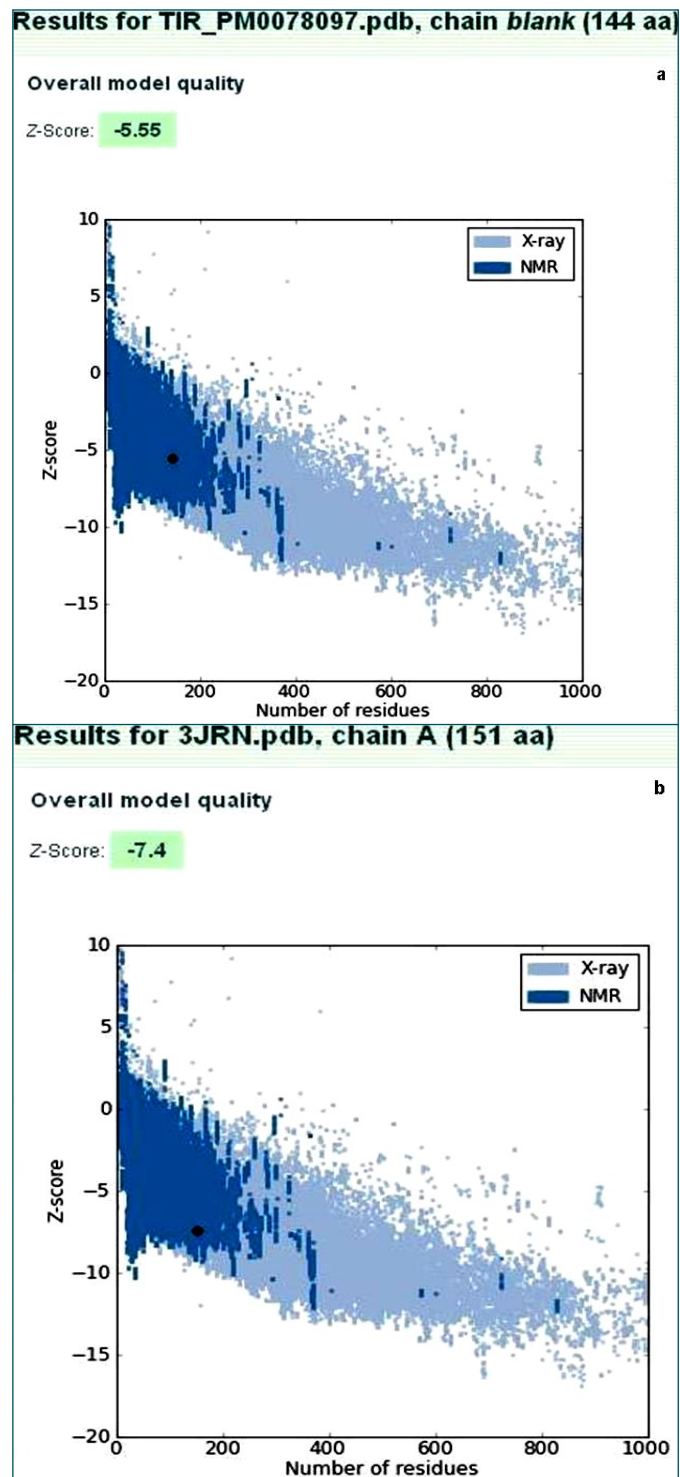 Results for TIR_PM0078097.pdb, chain blank (144 aa)
a
Overall model quality
Z-Score: -5.55
10
5
0
−5
−10
−15
−20
Z-score
X-ray
NMR
0 200 400 600 800 1000
Number of residues
Results for 3JRN.pdb, chain A (151 aa)
b
Overall model quality
Z-Score: -7.4
10
5
0
−5
−10
−15
−20
Z-score
X-ray
NMR
0 200 400 600 800 1000
Number of residues